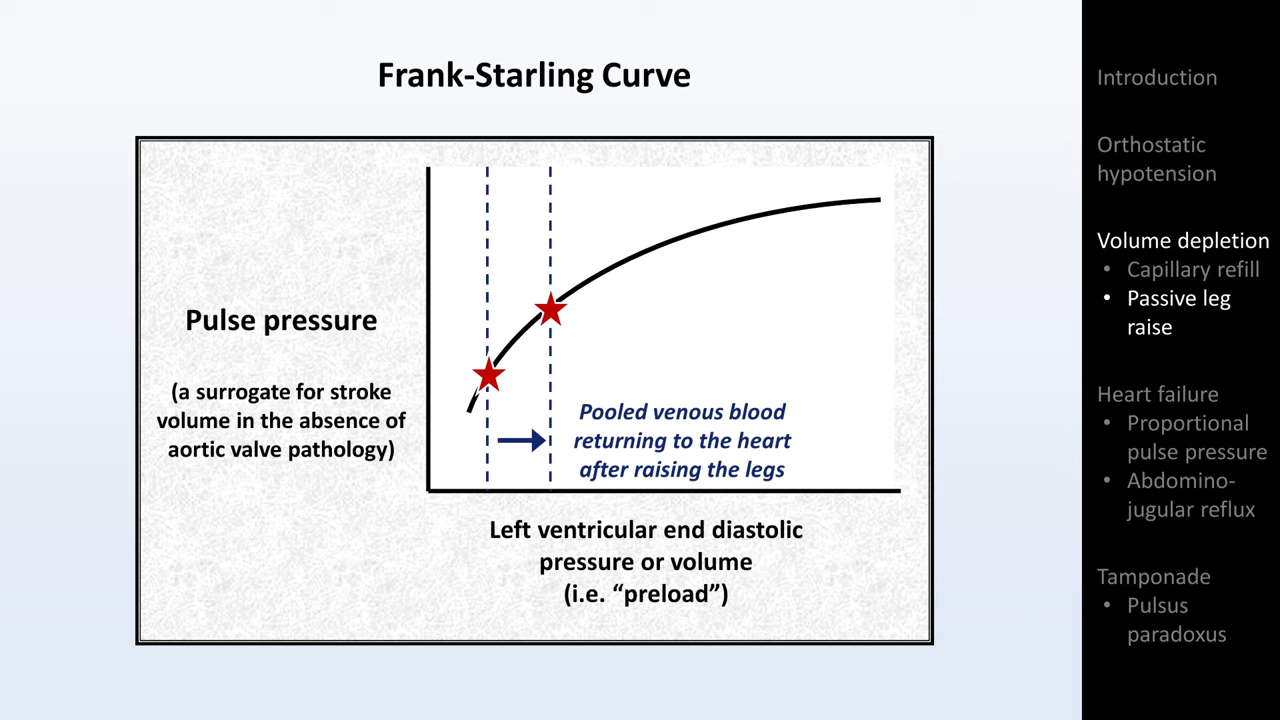 Frank-Starling Curve
Pulse pressure
(a surrogate for stroke
volume in the absence of
aortic valve pathology)
Pooled venous blood
returning to the heart
after raising the legs
Left ventricular end diastolic
pressure or volume
(i.e. “preload”)
Introduction
Orthostatic
hypotension
Volume depletion
• Capillary refill
• Passive leg
raise
Heart failure
• Proportional
pulse pressure
• Abdomino-
jugular reflux
Tamponade
• Pulsus
paradoxus